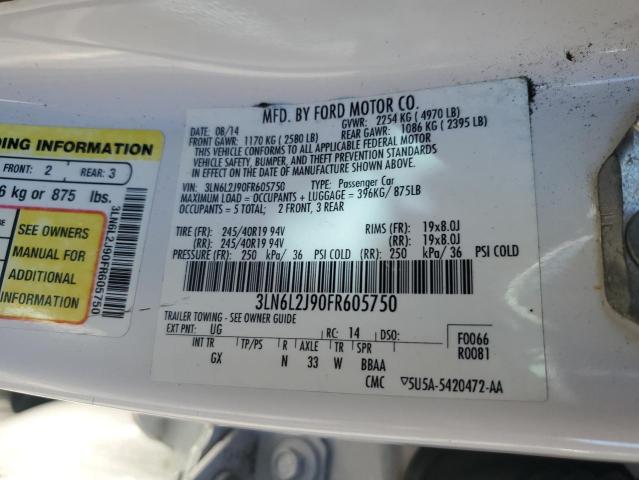 MFD. BY FORD MOTOR CO.
DATE: 08/14 GVWR: 2254 KG ( 4970 LB)
FRONT GAWR: 1170 KG ( 2580 LB) REAR GAWR: 1086 KG ( 2395 LB)
THIS VEHICLE CONFORMS TO ALL APPLICABLE FEDERAL MOTOR
VEHICLE SAFETY, BUMPER, AND THEFT PREVENTION STANDARDS
IN EFFECT ON THE DATE OF MANUFACTURE SHOWN ABOVE.
VIN: 3LN6L2J90FR605750 TYPE: Passenger Car
MAXIMUM LOAD = OCCUPANTS + LUGGAGE = 396KG/ 875LB
OCCUPANTS = 5 TOTAL: 2 FRONT, 3 REAR
TIRE (FR): 245/40R19 94V RIMS (FR): 19x8.0J
(RR): 245/40R19 94V (RR): 19x8.0J
PRESSURE (FR): 250 kPa/ 36 PSI COLD (RR): 250 kPa/ 36 PSI COLD
3LN6L2J90FR605750
TRAILER TOWING - SEE OWNER GUIDE
EXT PNT: UG RC: 14 DSO: F0066
R0081
INT TR TP/PS R AXLE TR SPR
GX N 33 W BBAA
CMC ▽5U5A-5420472-AA
DING INFORMATION
FRONT: 2 REAR: 3
6 kg or 875 lbs.
SEE OWNERS
MANUAL FOR
ADDITIONAL
INFORMATION
3LN6L2J90FR605750